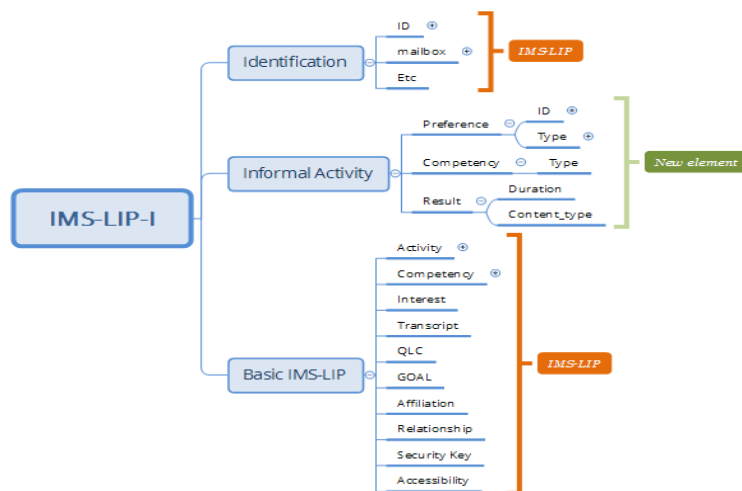 IMS-LIP-I
Identification
ID
mailbox
Etc
IMS-LIP
Informal Activity
Preference
ID
Type
Competency
Type
Result
Duration
Content_type
New element
Basic IMS-LIP
Activity
Competency
Interest
Transcript
QLC
GOAL
Affiliation
Relationship
Security Key
Accessibility
IMS-LIP